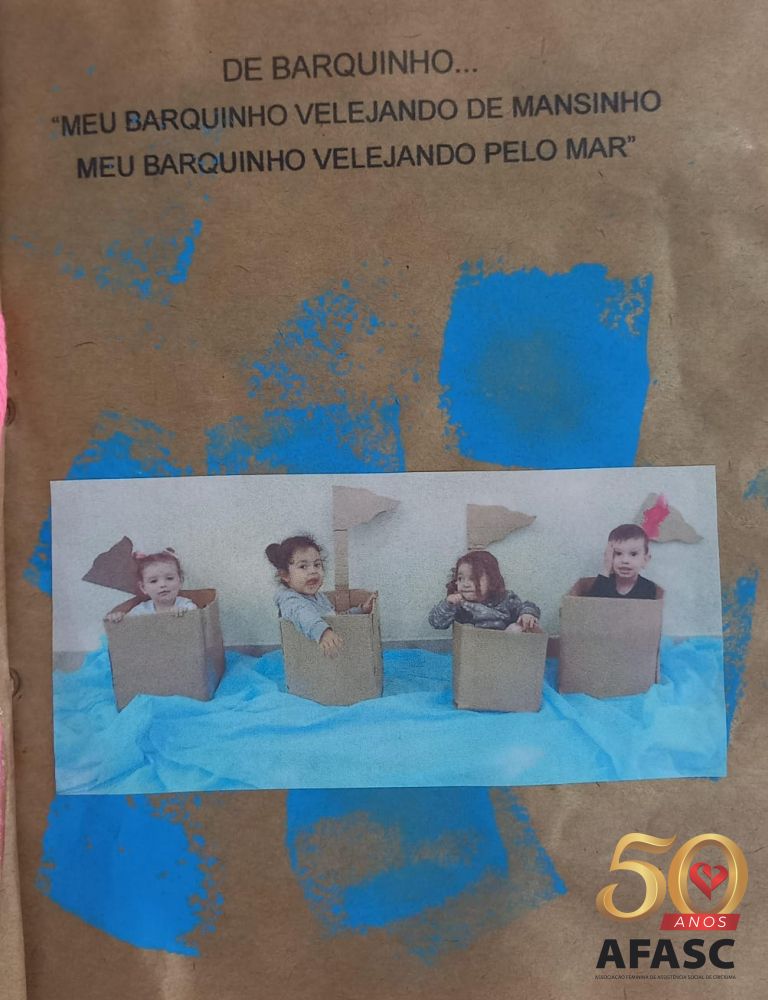 DE BARQUINHO...
“MEU BARQUINHO VELEJANDO DE MANSINHO
MEU BARQUINHO VELEJANDO PELO MAR”
50
ANOS
AFASC
ASSOCIAÇÃO FEMININA DE ASSISTÊNCIA SOCIAL DE CRICIÚMA